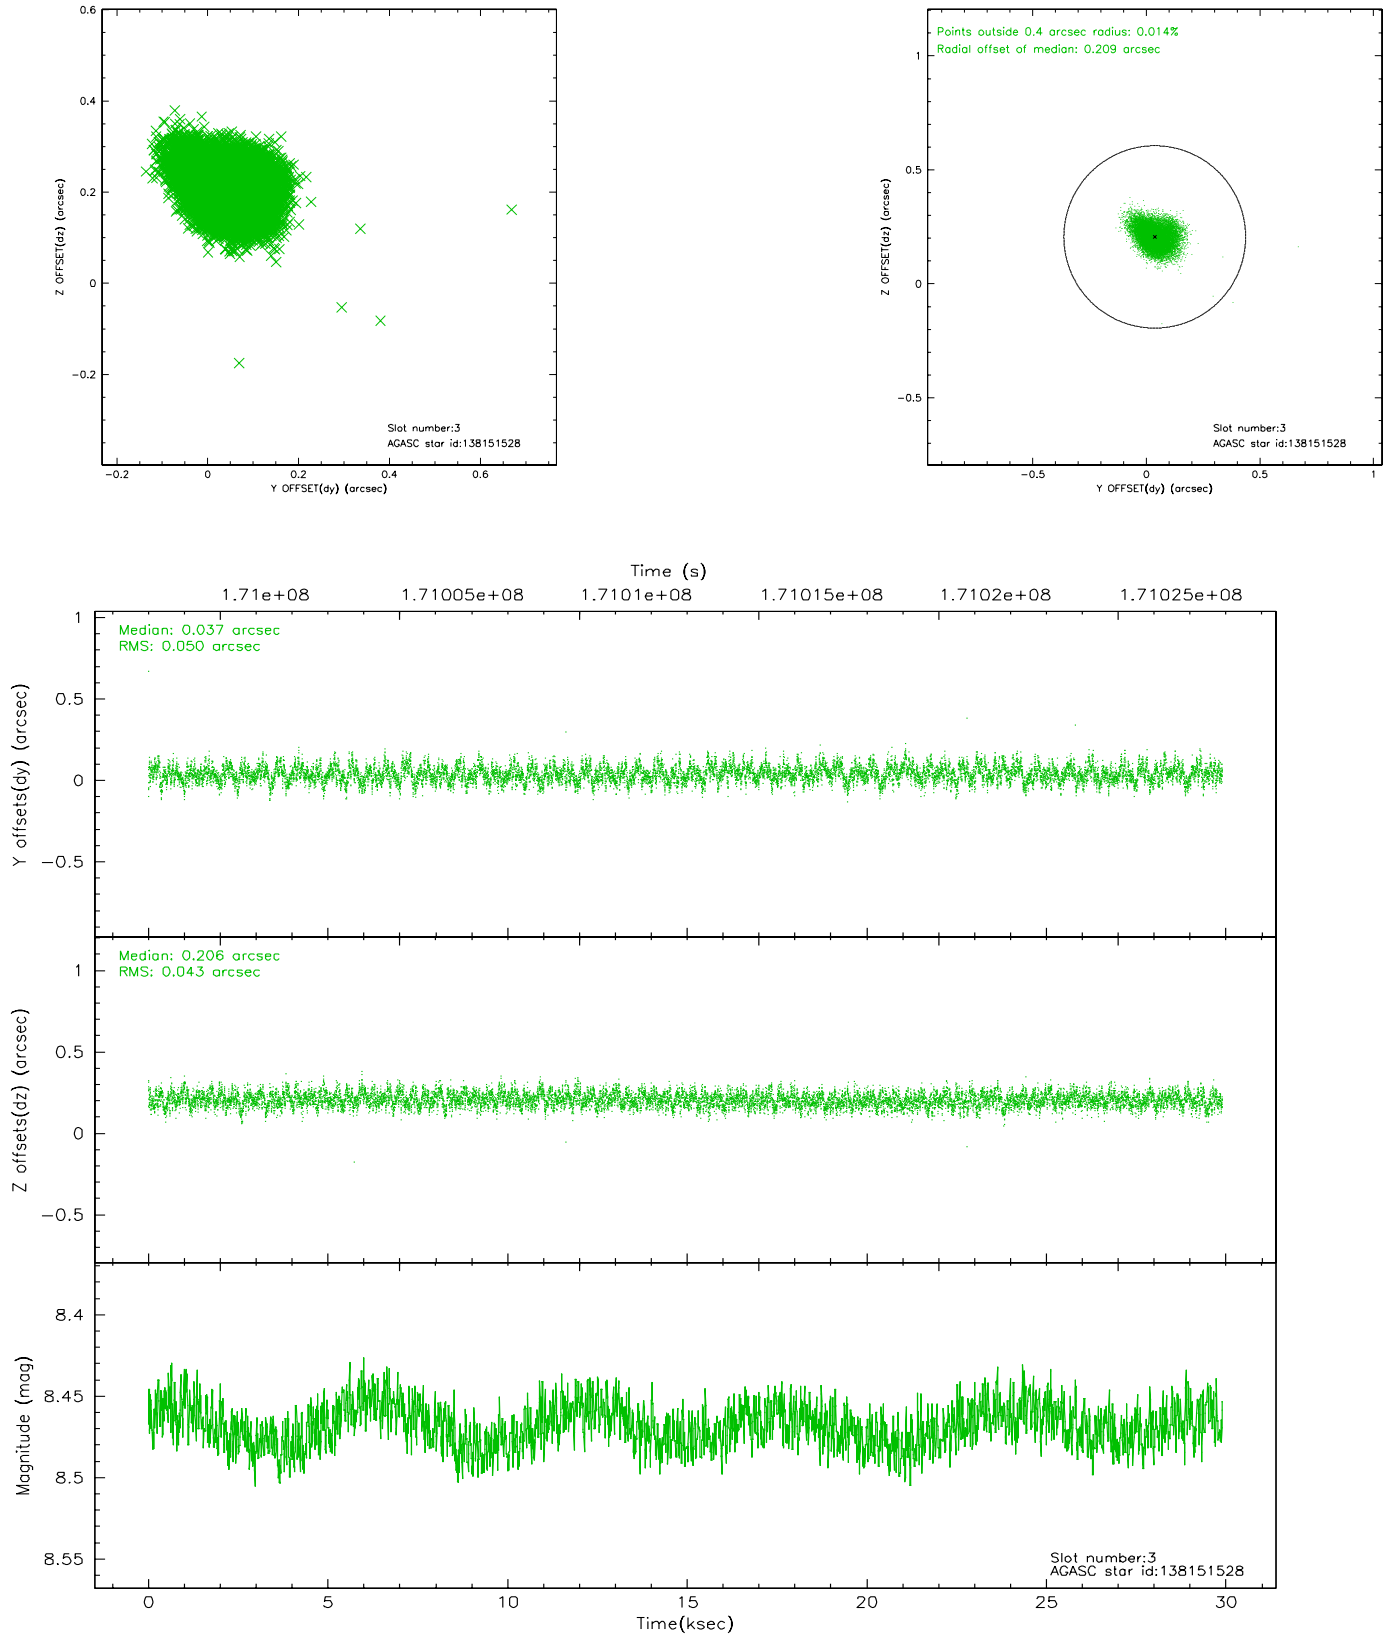 0.6
0.4
0.2
0
−0.2
Z OFFSET(dz) (arcsec)
Slot number:3
AGASC star id:138151528
−0.2 0 0.2 0.4 0.6
Y OFFSET(dy) (arcsec)
Points outside 0.4 arcsec radius: 0.014%
Radial offset of median: 0.209 arcsec
1
0.5
0
−0.5
Z OFFSET(dz) (arcsec)
Slot number:3
AGASC star id:138151528
−0.5 0 0.5 1
Y OFFSET(dy) (arcsec)
Time (s)
1.71e+08 1.71005e+08 1.7101e+08 1.71015e+08 1.7102e+08 1.71025e+08
Median: 0.037 arcsec
RMS: 0.050 arcsec
1
0.5
0
−0.5
Y offsets(dy) (arcsec)
Median: 0.206 arcsec
RMS: 0.043 arcsec
1
0.5
0
−0.5
Z offsets(dz) (arcsec)
8.4
8.45
8.5
8.55
Magnitude (mag)
Slot number:3
AGASC star id:138151528
0 5 10 15 20 25 30
Time(ksec)